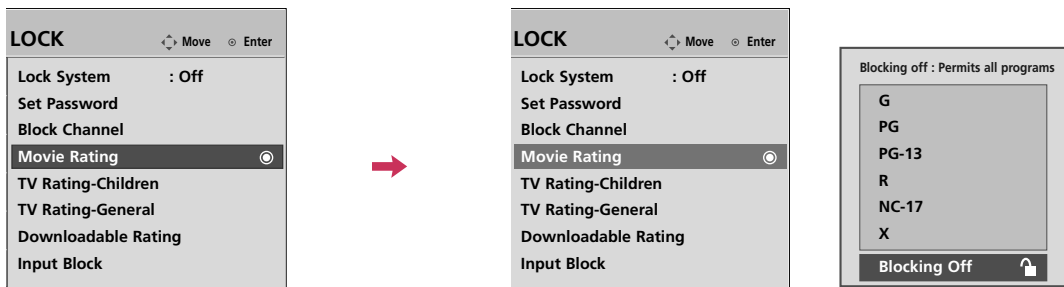 LOCK Move Enter
Lock System : Off
Set Password
Block Channel
Movie Rating
TV Rating-Children
TV Rating-General
Downloadable Rating
Input Block
LOCK Move Enter
Lock System : Off
Set Password
Block Channel
Movie Rating
TV Rating-Children
TV Rating-General
Downloadable Rating
Input Block
Blocking off : Permits all programs
G
PG
PG-13
R
NC-17
X
Blocking Off